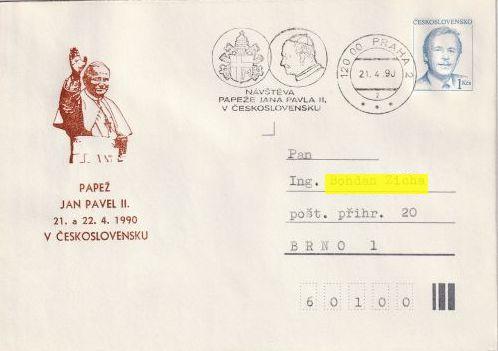 ČESKOSLOVENSKO
1 Kčs
120 00 PRAHA 2
21.4.90
NÁVŠTĚVA
PAPEŽE JANA PAVLA II.
V ČESKOSLOVENSKU
PAPEŽ
JAN PAVEL II.
21. a 22. 4. 1990
V ČESKOSLOVENSKU
Pan
Ing. Bohdan Zicha
pošt. přihr. 20
BRNO 1
60100